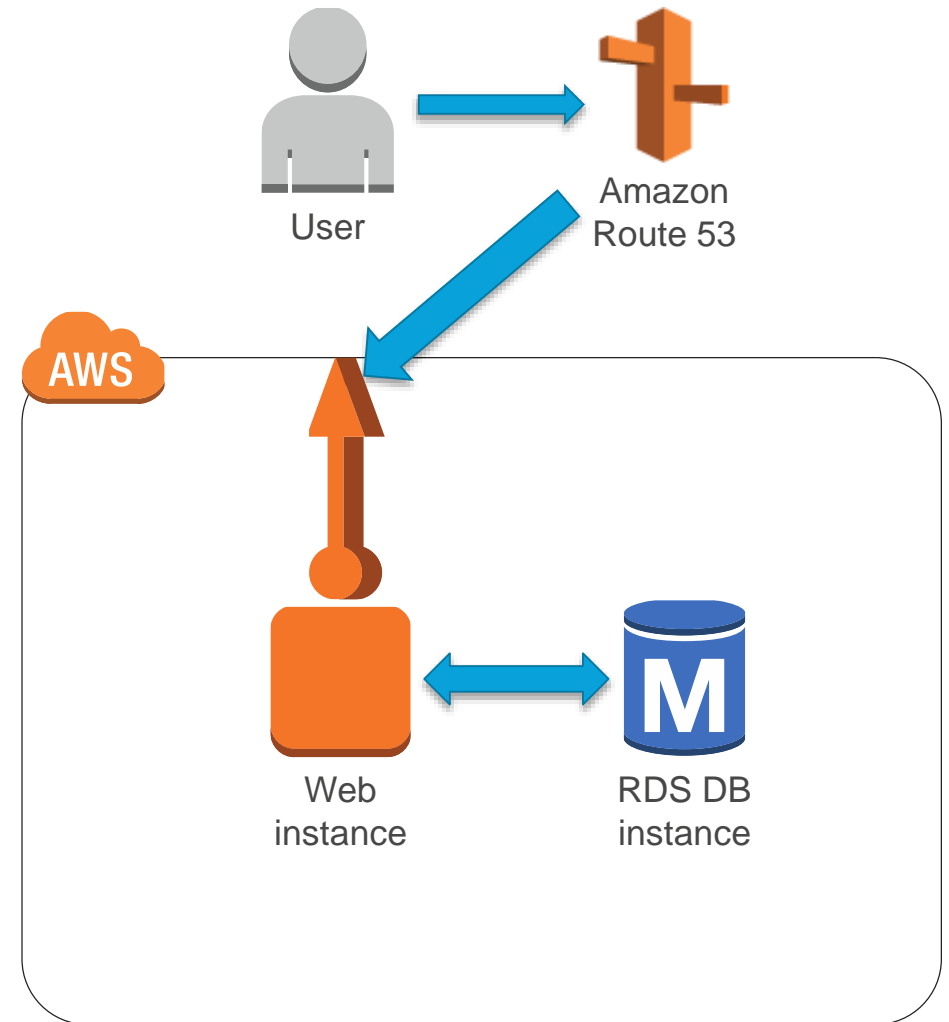 User
Amazon
Route 53
AWS
M
Web
instance
RDS DB
instance